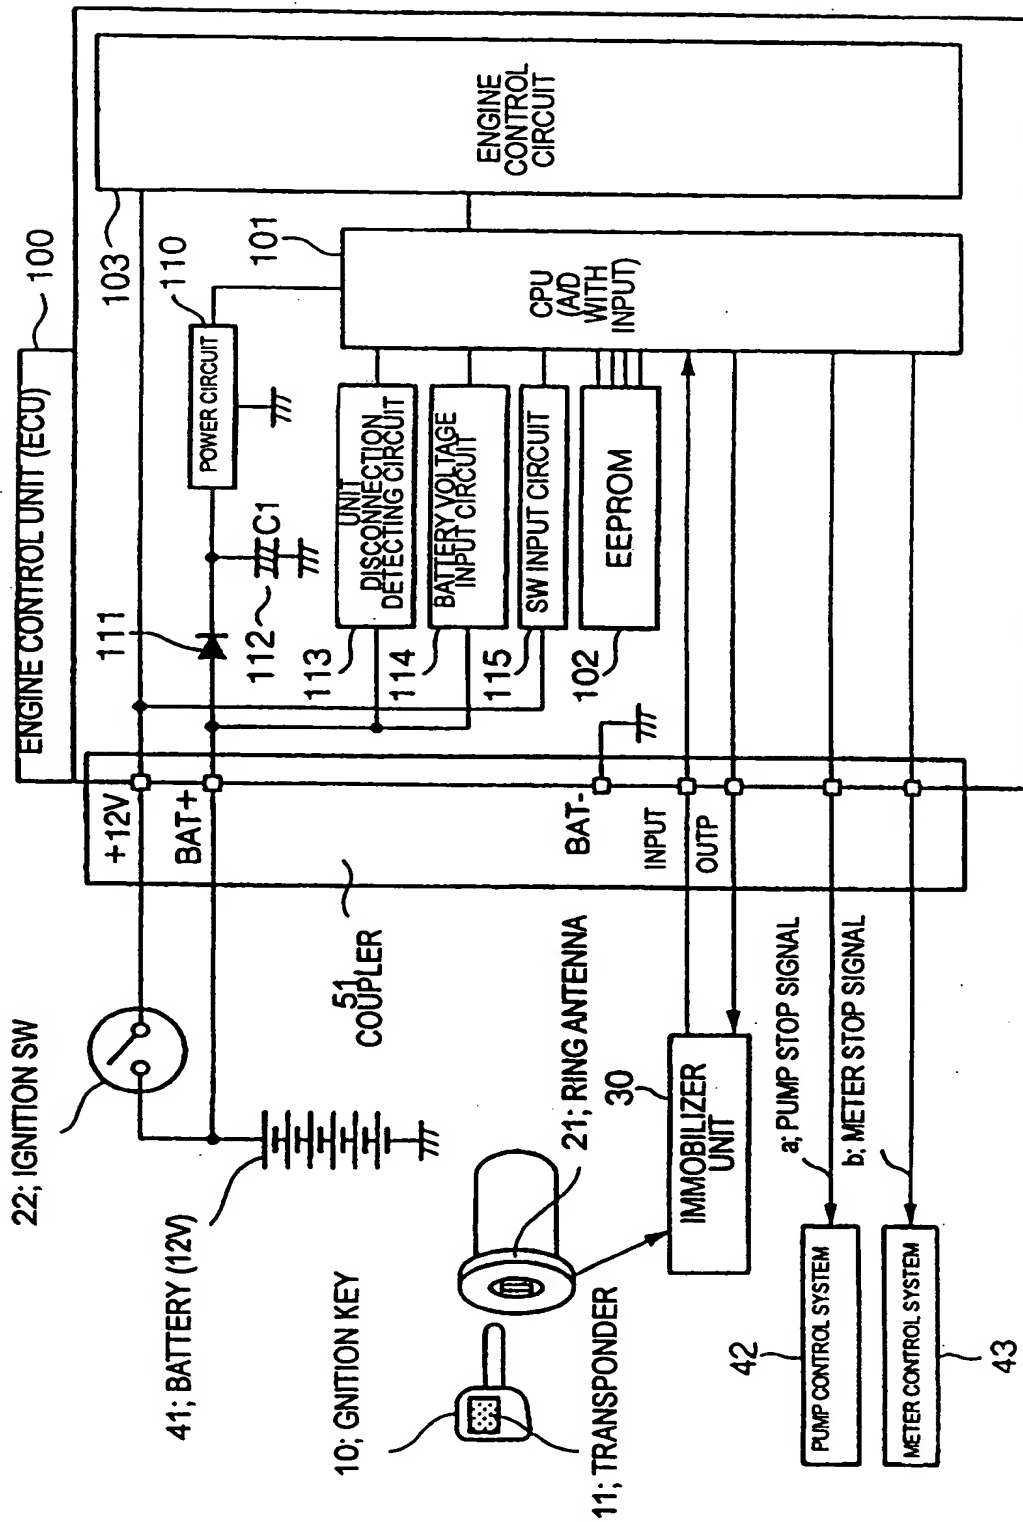 ENGINE CONTROL UNIT (ECU)
100
103
ENGINE
CONTROL
CIRCUIT
110
POWER CIRCUIT
101
CPU
(A/D
WITH
INPUT)
111
112
C1
113
UNIT
DISCONNECTION
DETECTING CIRCUIT
114
BATTERY VOLTAGE
INPUT CIRCUIT
115
SW INPUT CIRCUIT
102
EEPROM
+12V
BAT+
BAT-
INPUT
OUTP
51
COUPLER
22; IGNITION SW
41; BATTERY (12V)
10; GNITION KEY
11; TRANSPONDER
21; RING ANTENNA
30
IMMOBILIZER
UNIT
a; PUMP STOP SIGNAL
b; METER STOP SIGNAL
42
PUMP CONTROL SYSTEM
METER CONTROL SYSTEM
43